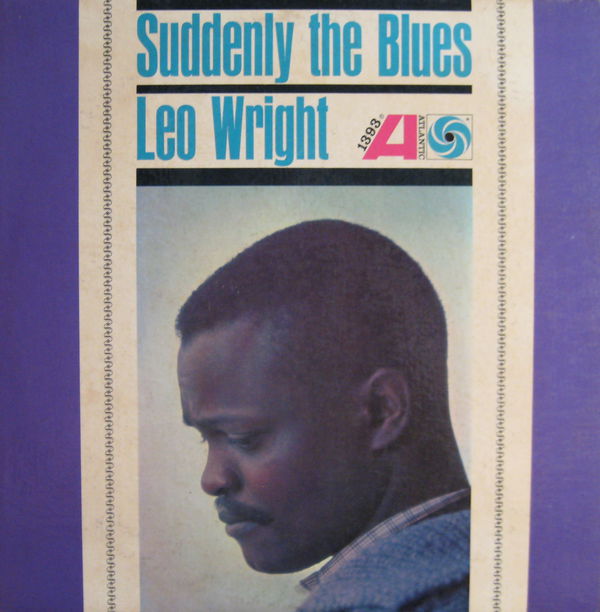 Suddenly the Blues
Leo Wright
1393
A
ATLANTIC